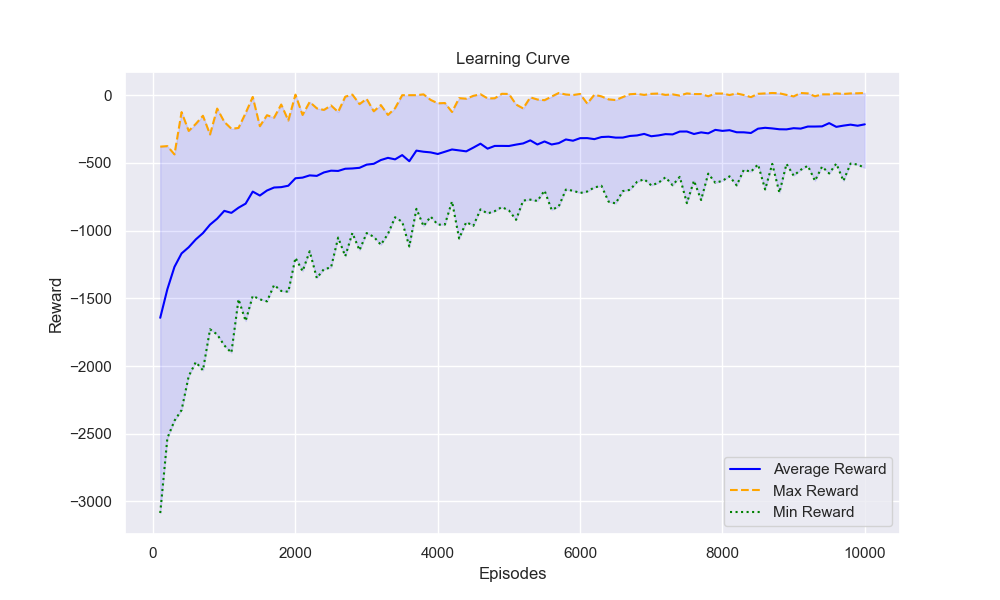 Learning Curve
Reward
0
−500
−1000
−1500
−2000
−2500
−3000
0 2000 4000 6000 8000 10000
Episodes
Average Reward
Max Reward
Min Reward